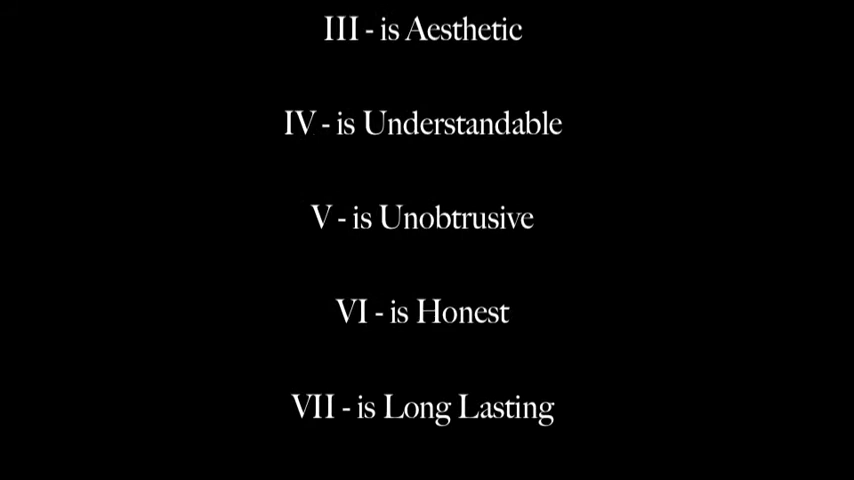 III - is Aesthetic
IV - is Understandable
V - is Unobtrusive
VI - is Honest
VII - is Long Lasting